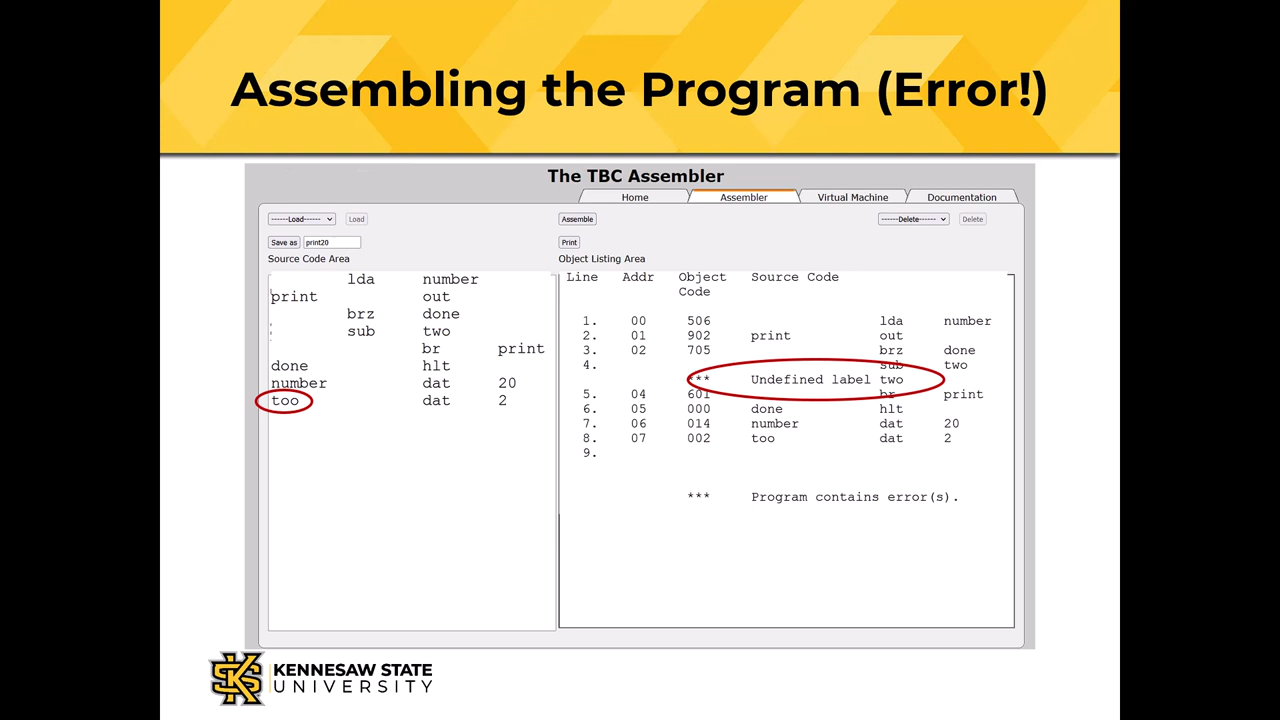 Assembling the Program (Error!)
The TBC Assembler
Home Assembler Virtual Machine Documentation
------Load------ Load Assemble ------Delete------ Delete
Save as print20 Print
Source Code Area
lda number
print out
brz done
sub two
br print
done hlt
number dat 20
too dat 2
Object Listing Area
Line Addr Object Source Code
Code
1. 00 506 lda number
2. 01 902 print out
3. 02 705 brz done
4. sub two
*** Undefined label two
5. 04 601 br print
6. 05 000 done hlt
7. 06 014 number dat 20
8. 07 002 too dat 2
9.
*** Program contains error(s).
KENNESAW STATE
UNIVERSITY